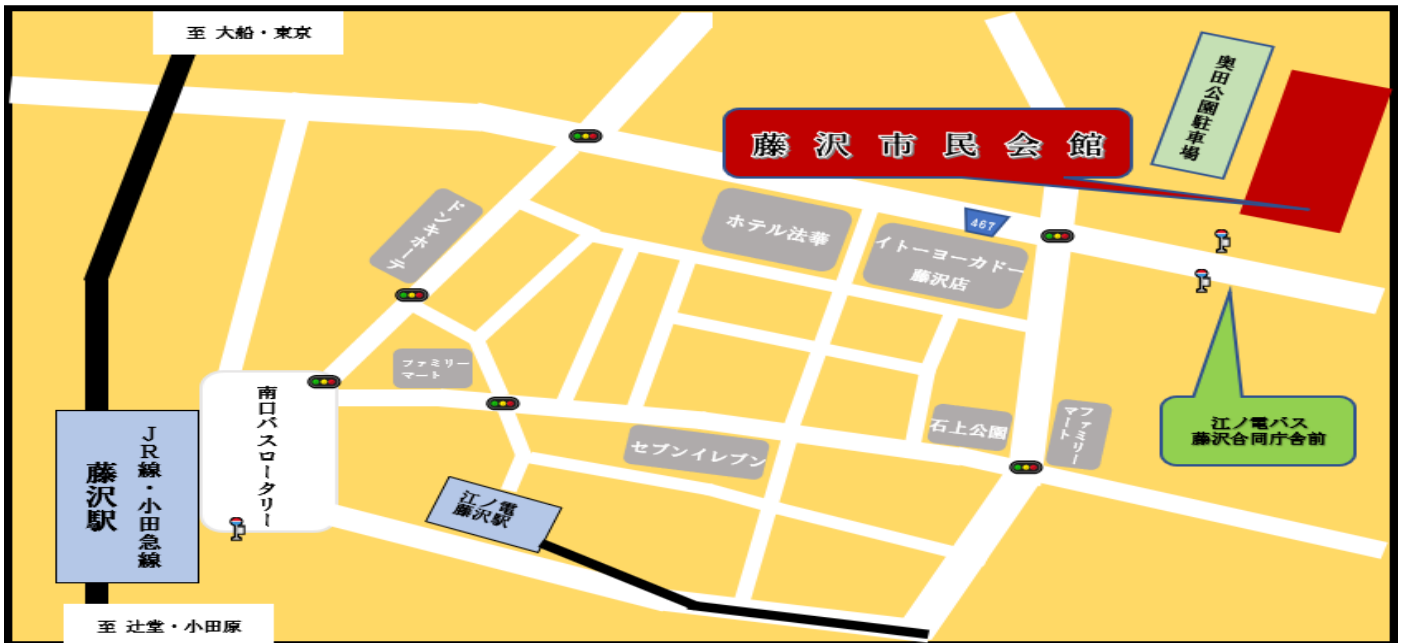 至 大船・東京
奥田公園駐車場
藤沢市民会館
ドンキホーテ
ホテル法華
467
イトーヨーカドー
藤沢店
ファミリー
マート
南口バスロータリー
JR線・小田急線
藤沢駅
セブンイレブン
石上公園
ファミリー
マート
江ノ電バス
藤沢合同庁舎前
江ノ電
藤沢駅
至 辻堂・小田原